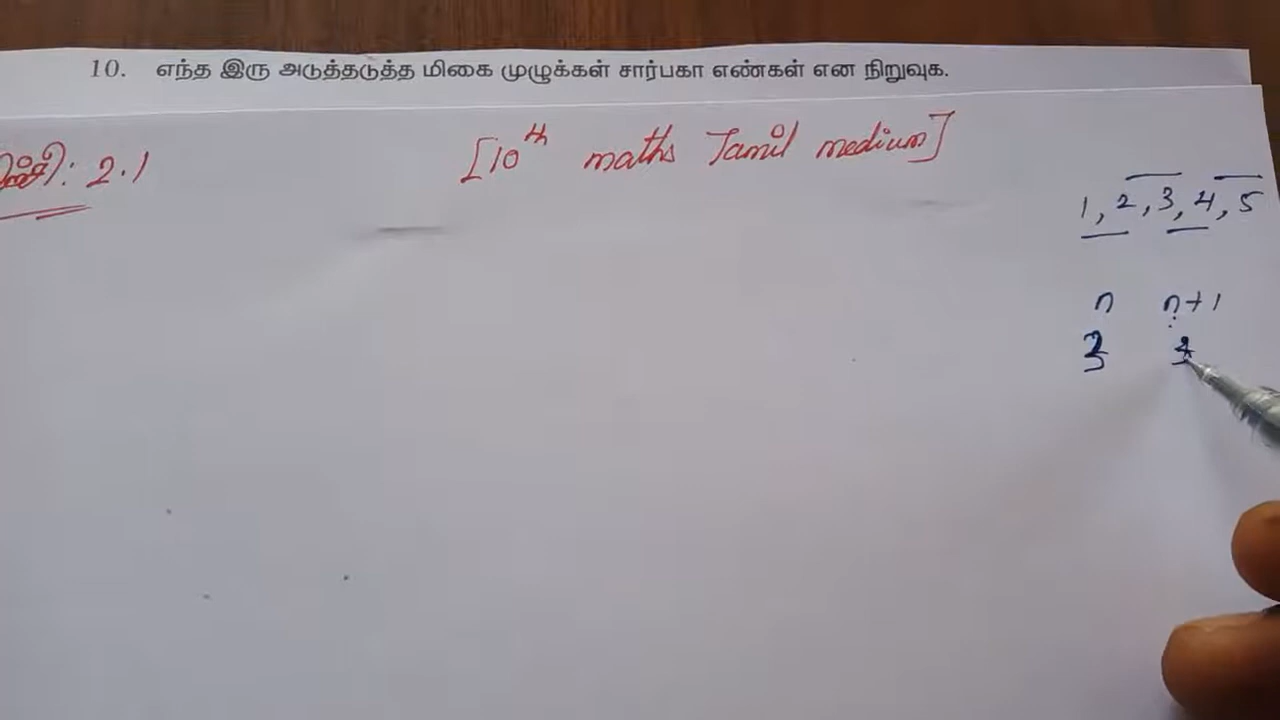 10. எந்த இரு அடுத்தடுத்த மிகை முழுக்கள் சார்பகா எண்கள் என நிறுவுக.
[10th maths Tamil medium]
2.1
1, 2, 3, 4, 5
n n+1
3